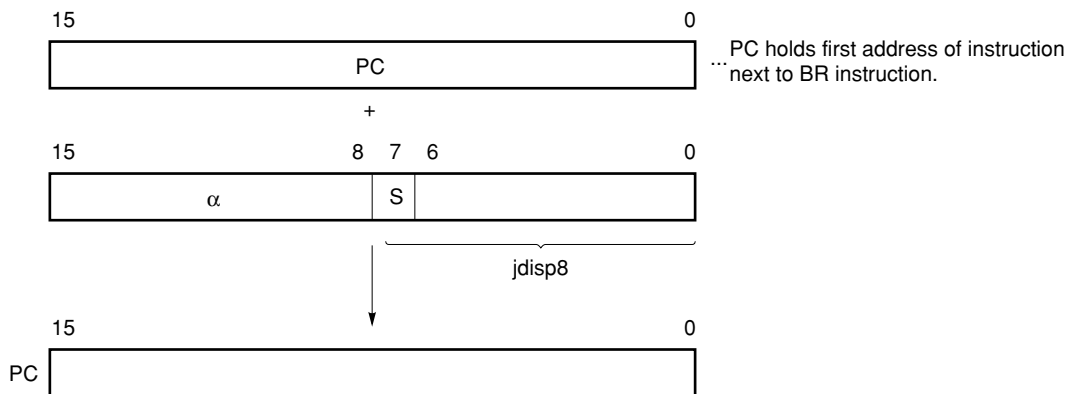 15 0
PC
... PC holds first address of instruction
next to BR instruction.
+
15 8 7 6 0
α S
jdisp8
15 0
PC